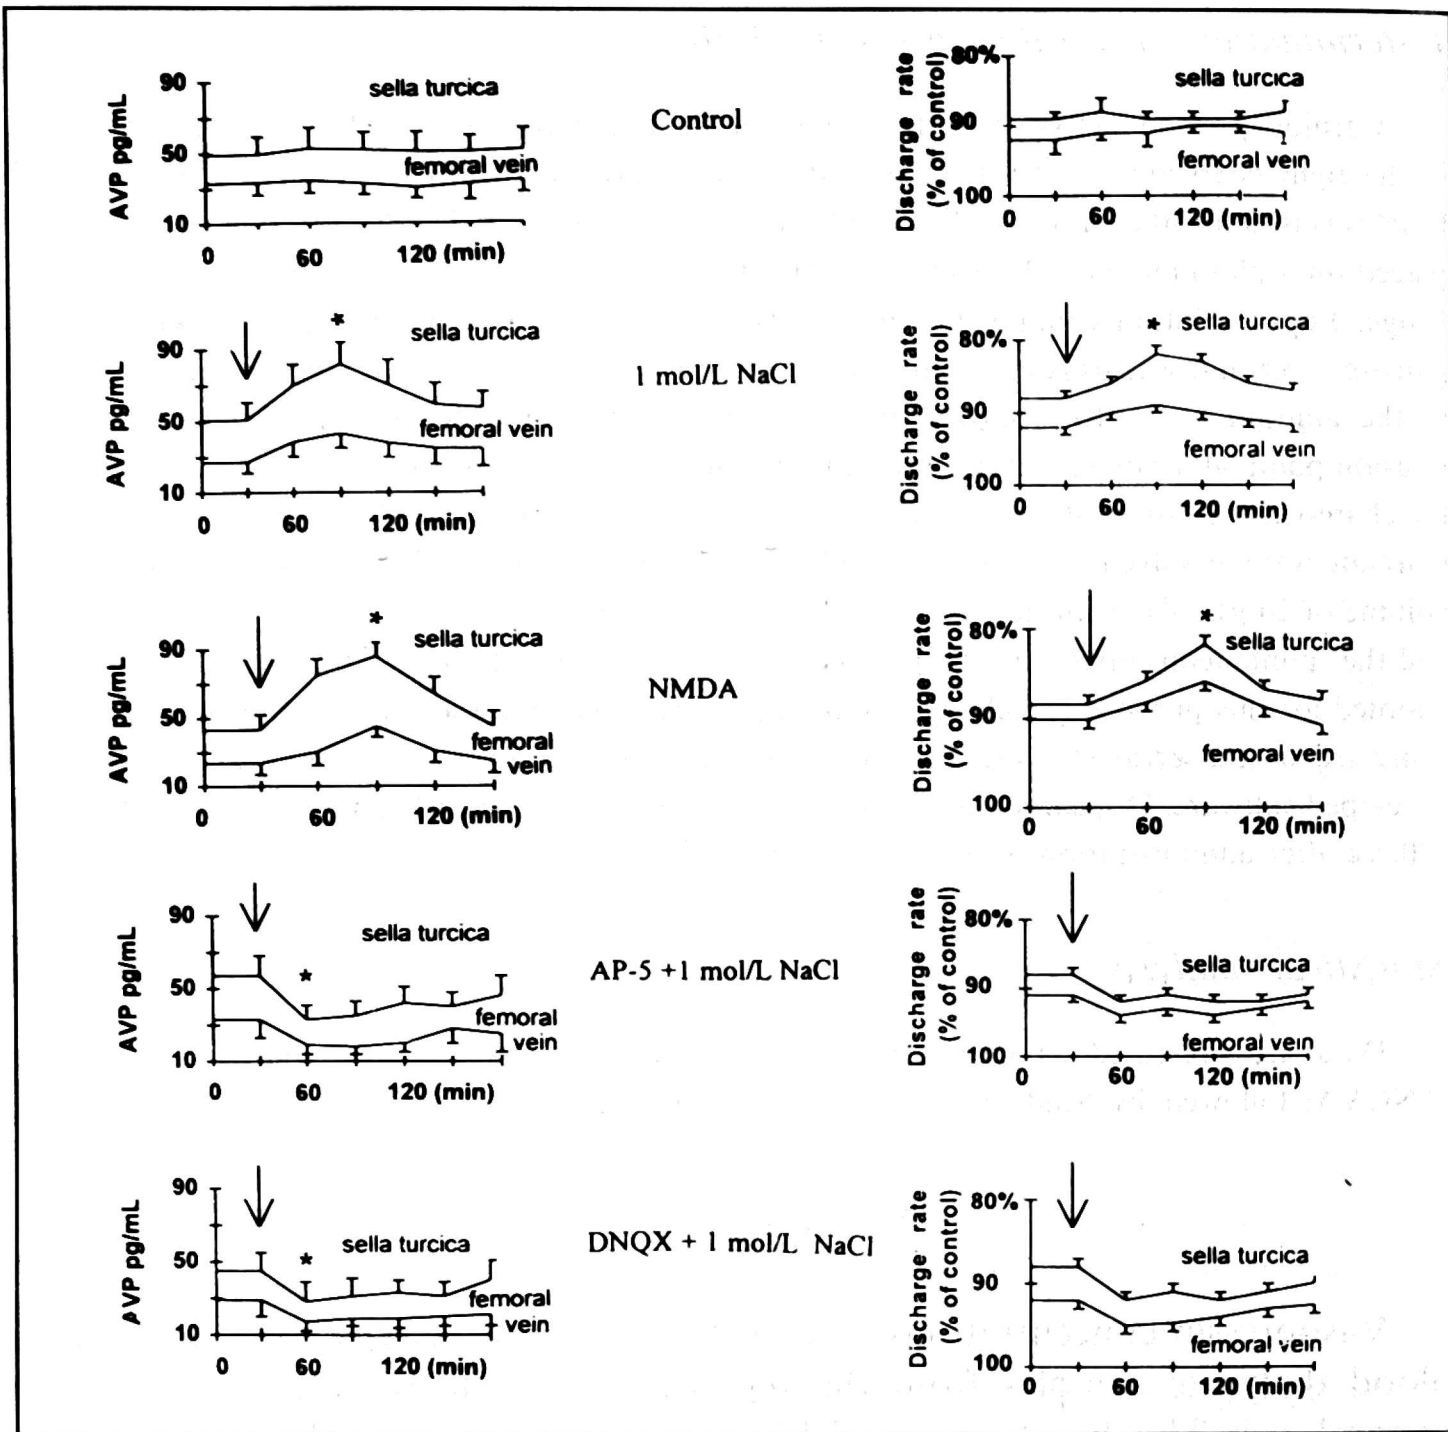 90
50
10
AVP pg/mL
sella turcica
femoral vein
0 60 120 (min)
Control
80%
90
100
Discharge rate
(% of control)
sella turcica
femoral vein
0 60 120 (min)
90
50
10
AVP pg/mL
* sella turcica
femoral vein
0 60 120 (min)
1 mol/L NaCl
80%
90
100
Discharge rate
(% of control)
* sella turcica
femoral vein
0 60 120 (min)
90
50
10
AVP pg/mL
*
sella turcica
femoral
vein
0 60 120 (min)
NMDA
80%
90
100
Discharge rate
(% of control)
*
sella turcica
femoral vein
0 60 120 (min)
90
50
10
AVP pg/mL
sella turcica
*
femoral
vein
0 60 120 (min)
AP-5 +1 mol/L NaCl
80%
90
100
Discharge rate
(% of control)
sella turcica
femoral vein
0 60 120 (min)
90
50
10
AVP pg/mL
* sella turcica
femoral
vein
0 60 120 (min)
DNQX + 1 mol/L NaCl
80%
90
100
Discharge rate
(% of control)
sella turcica
femoral vein
0 60 120 (min)